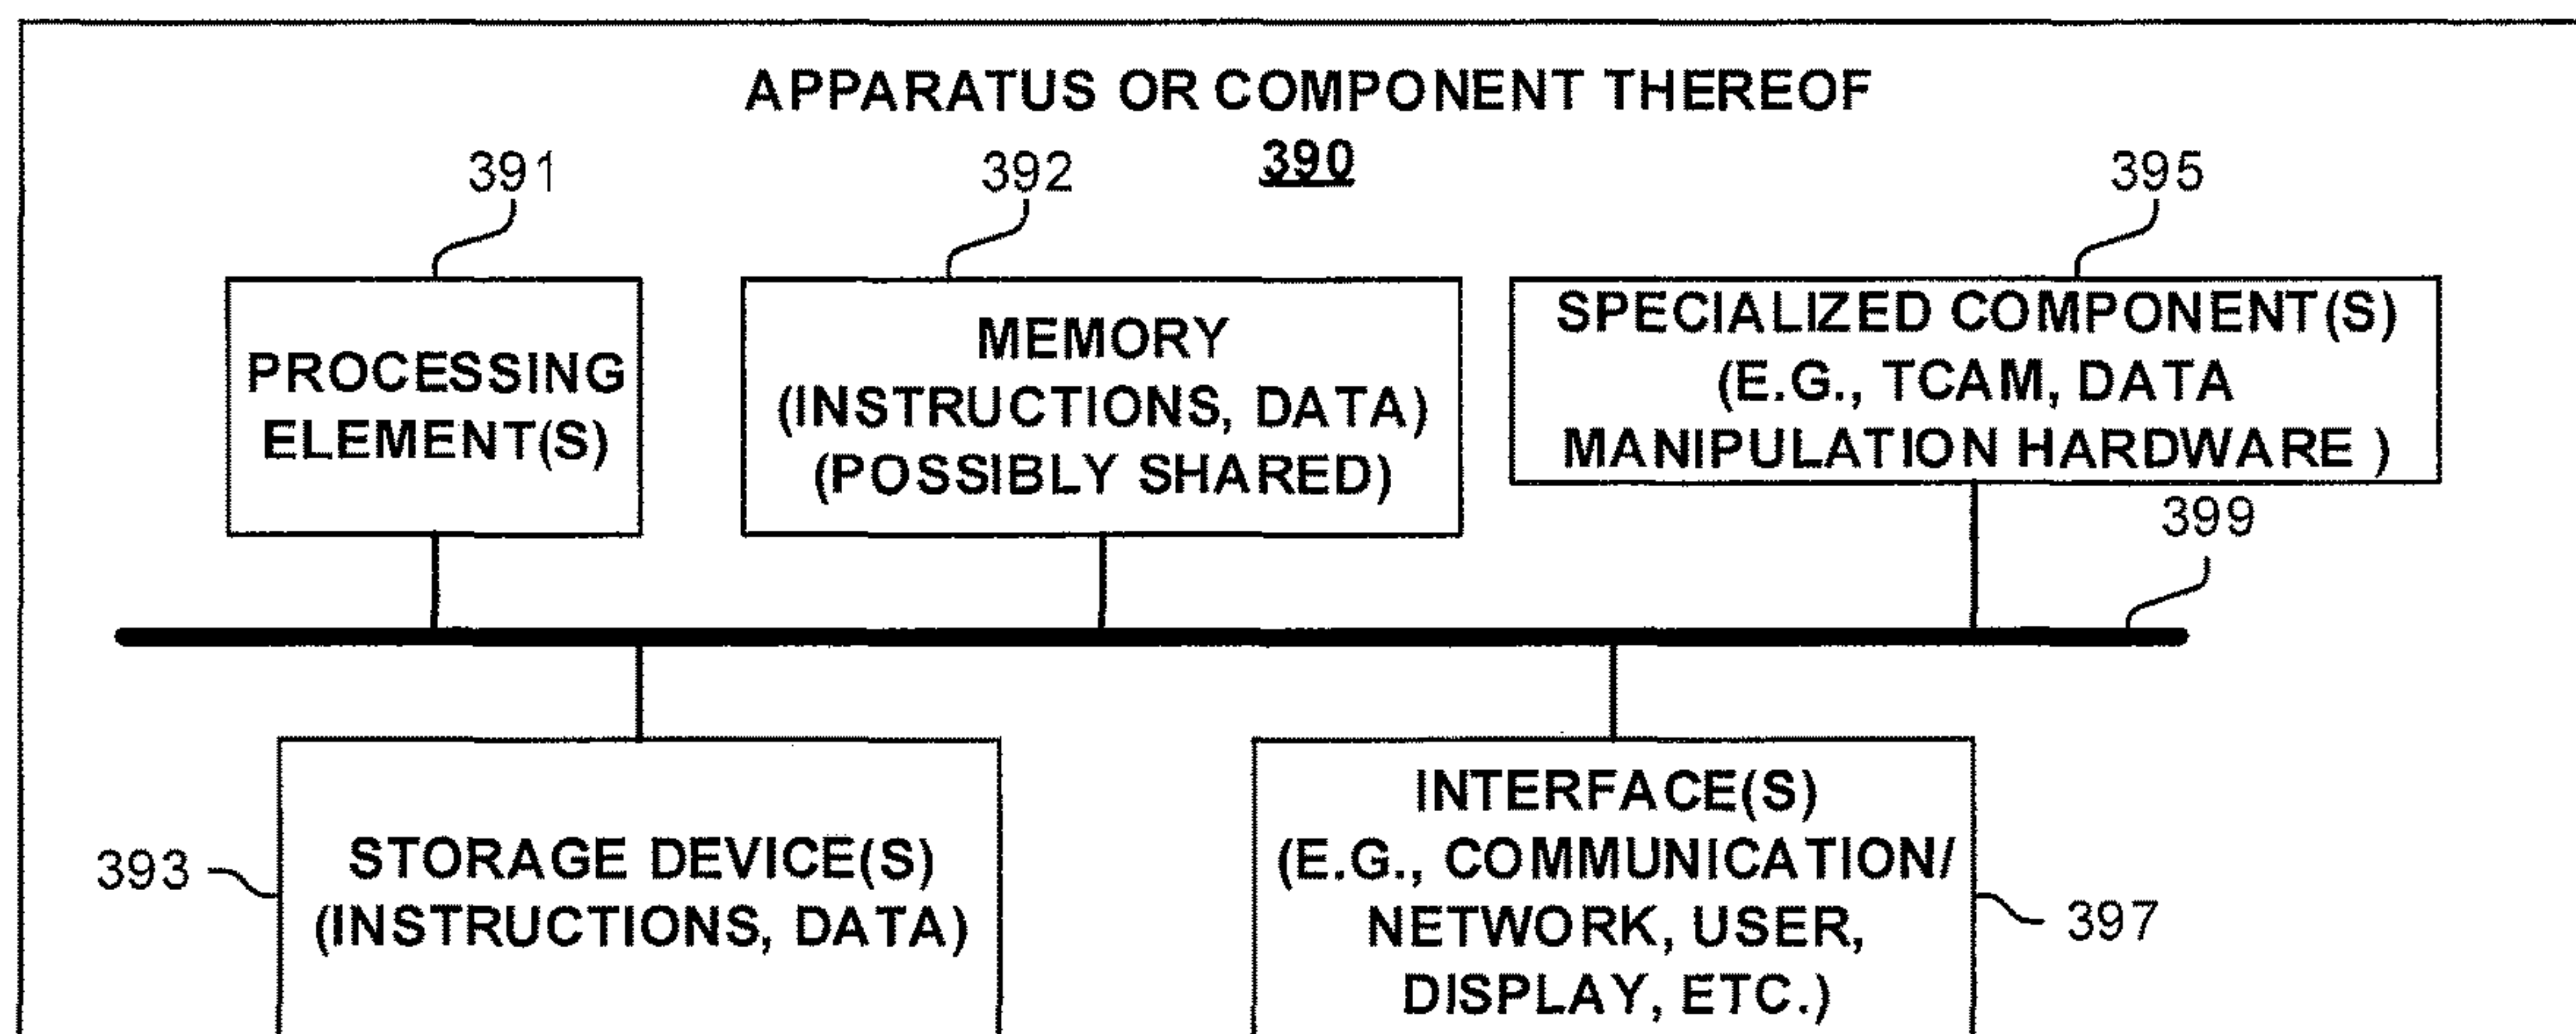 APPARATUS OR COMPONENT THEREOF
390
391
392
395
PROCESSING
ELEMENT(S)
MEMORY
(INSTRUCTIONS, DATA)
(POSSIBLY SHARED)
SPECIALIZED COMPONENT(S)
(E.G., TCAM, DATA
MANIPULATION HARDWARE )
399
393
STORAGE DEVICE(S)
(INSTRUCTIONS, DATA)
INTERFACE(S)
(E.G., COMMUNICATION/
NETWORK, USER,
DISPLAY, ETC.)
397